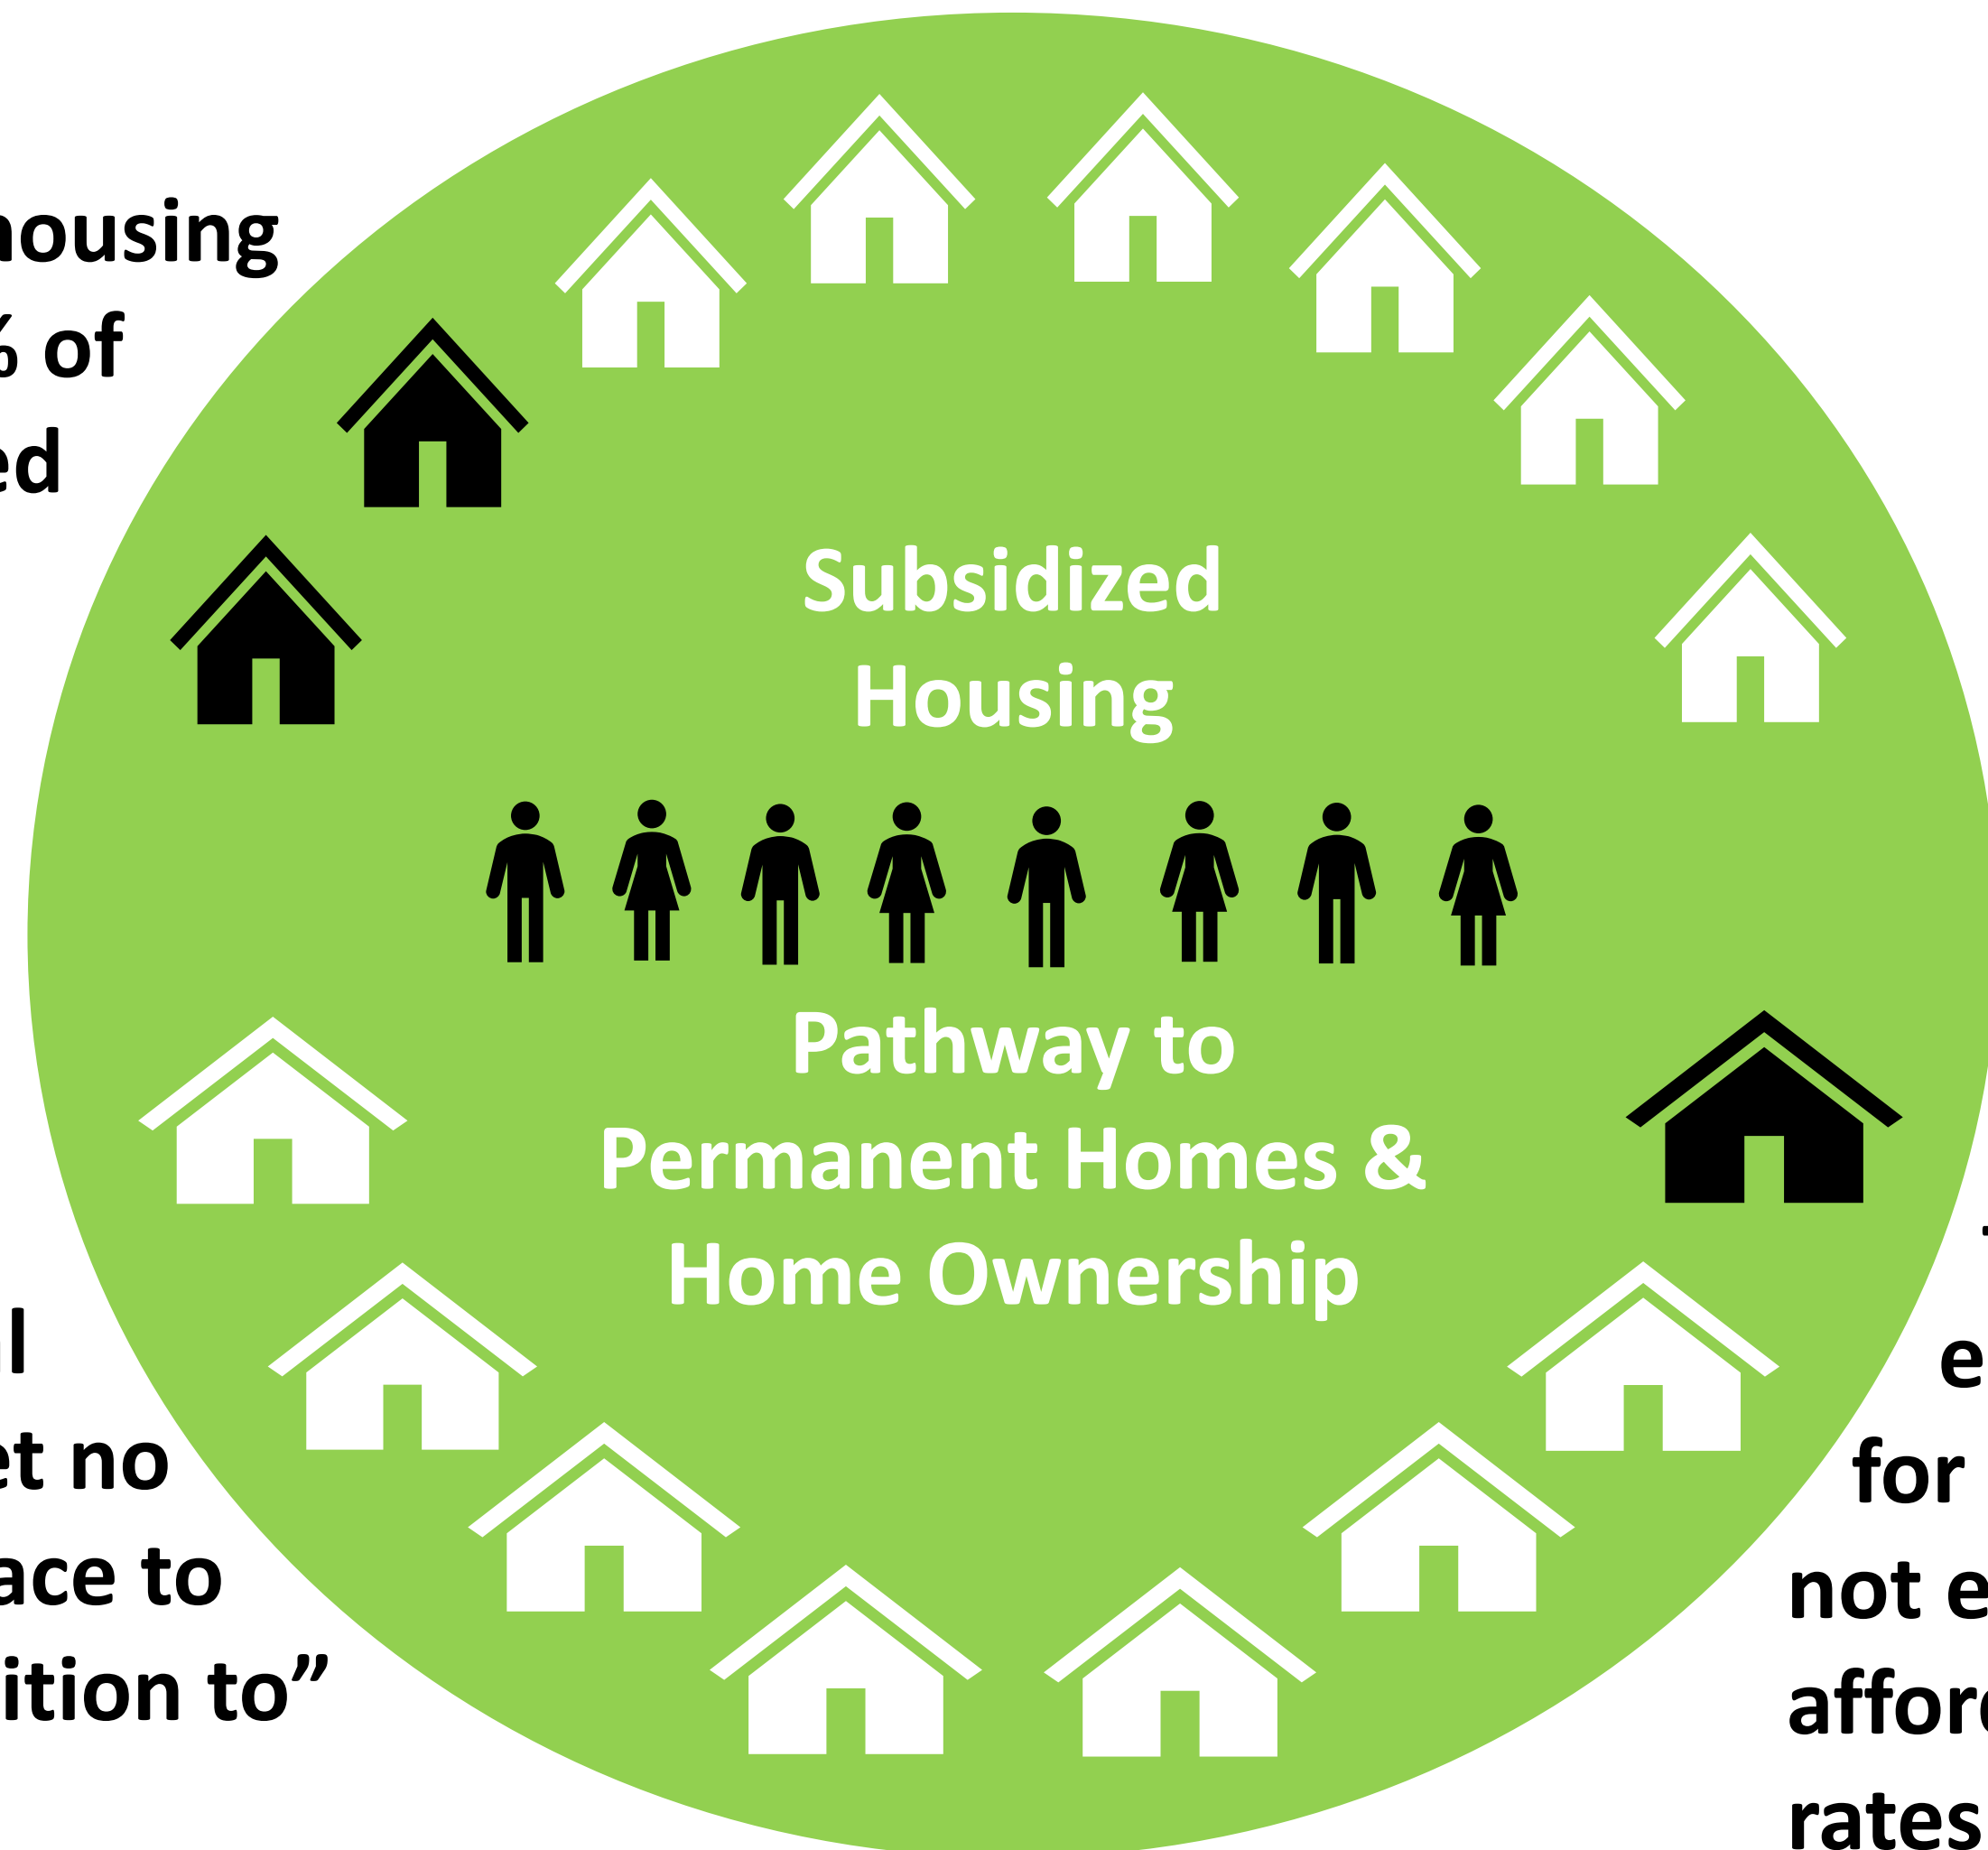 housing
% of
ed
Subsidized
Housing
Pathway to
Permanent Homes &
Home Ownership
l
et no
ace to
ition to”
e
for
not e
affor
rates